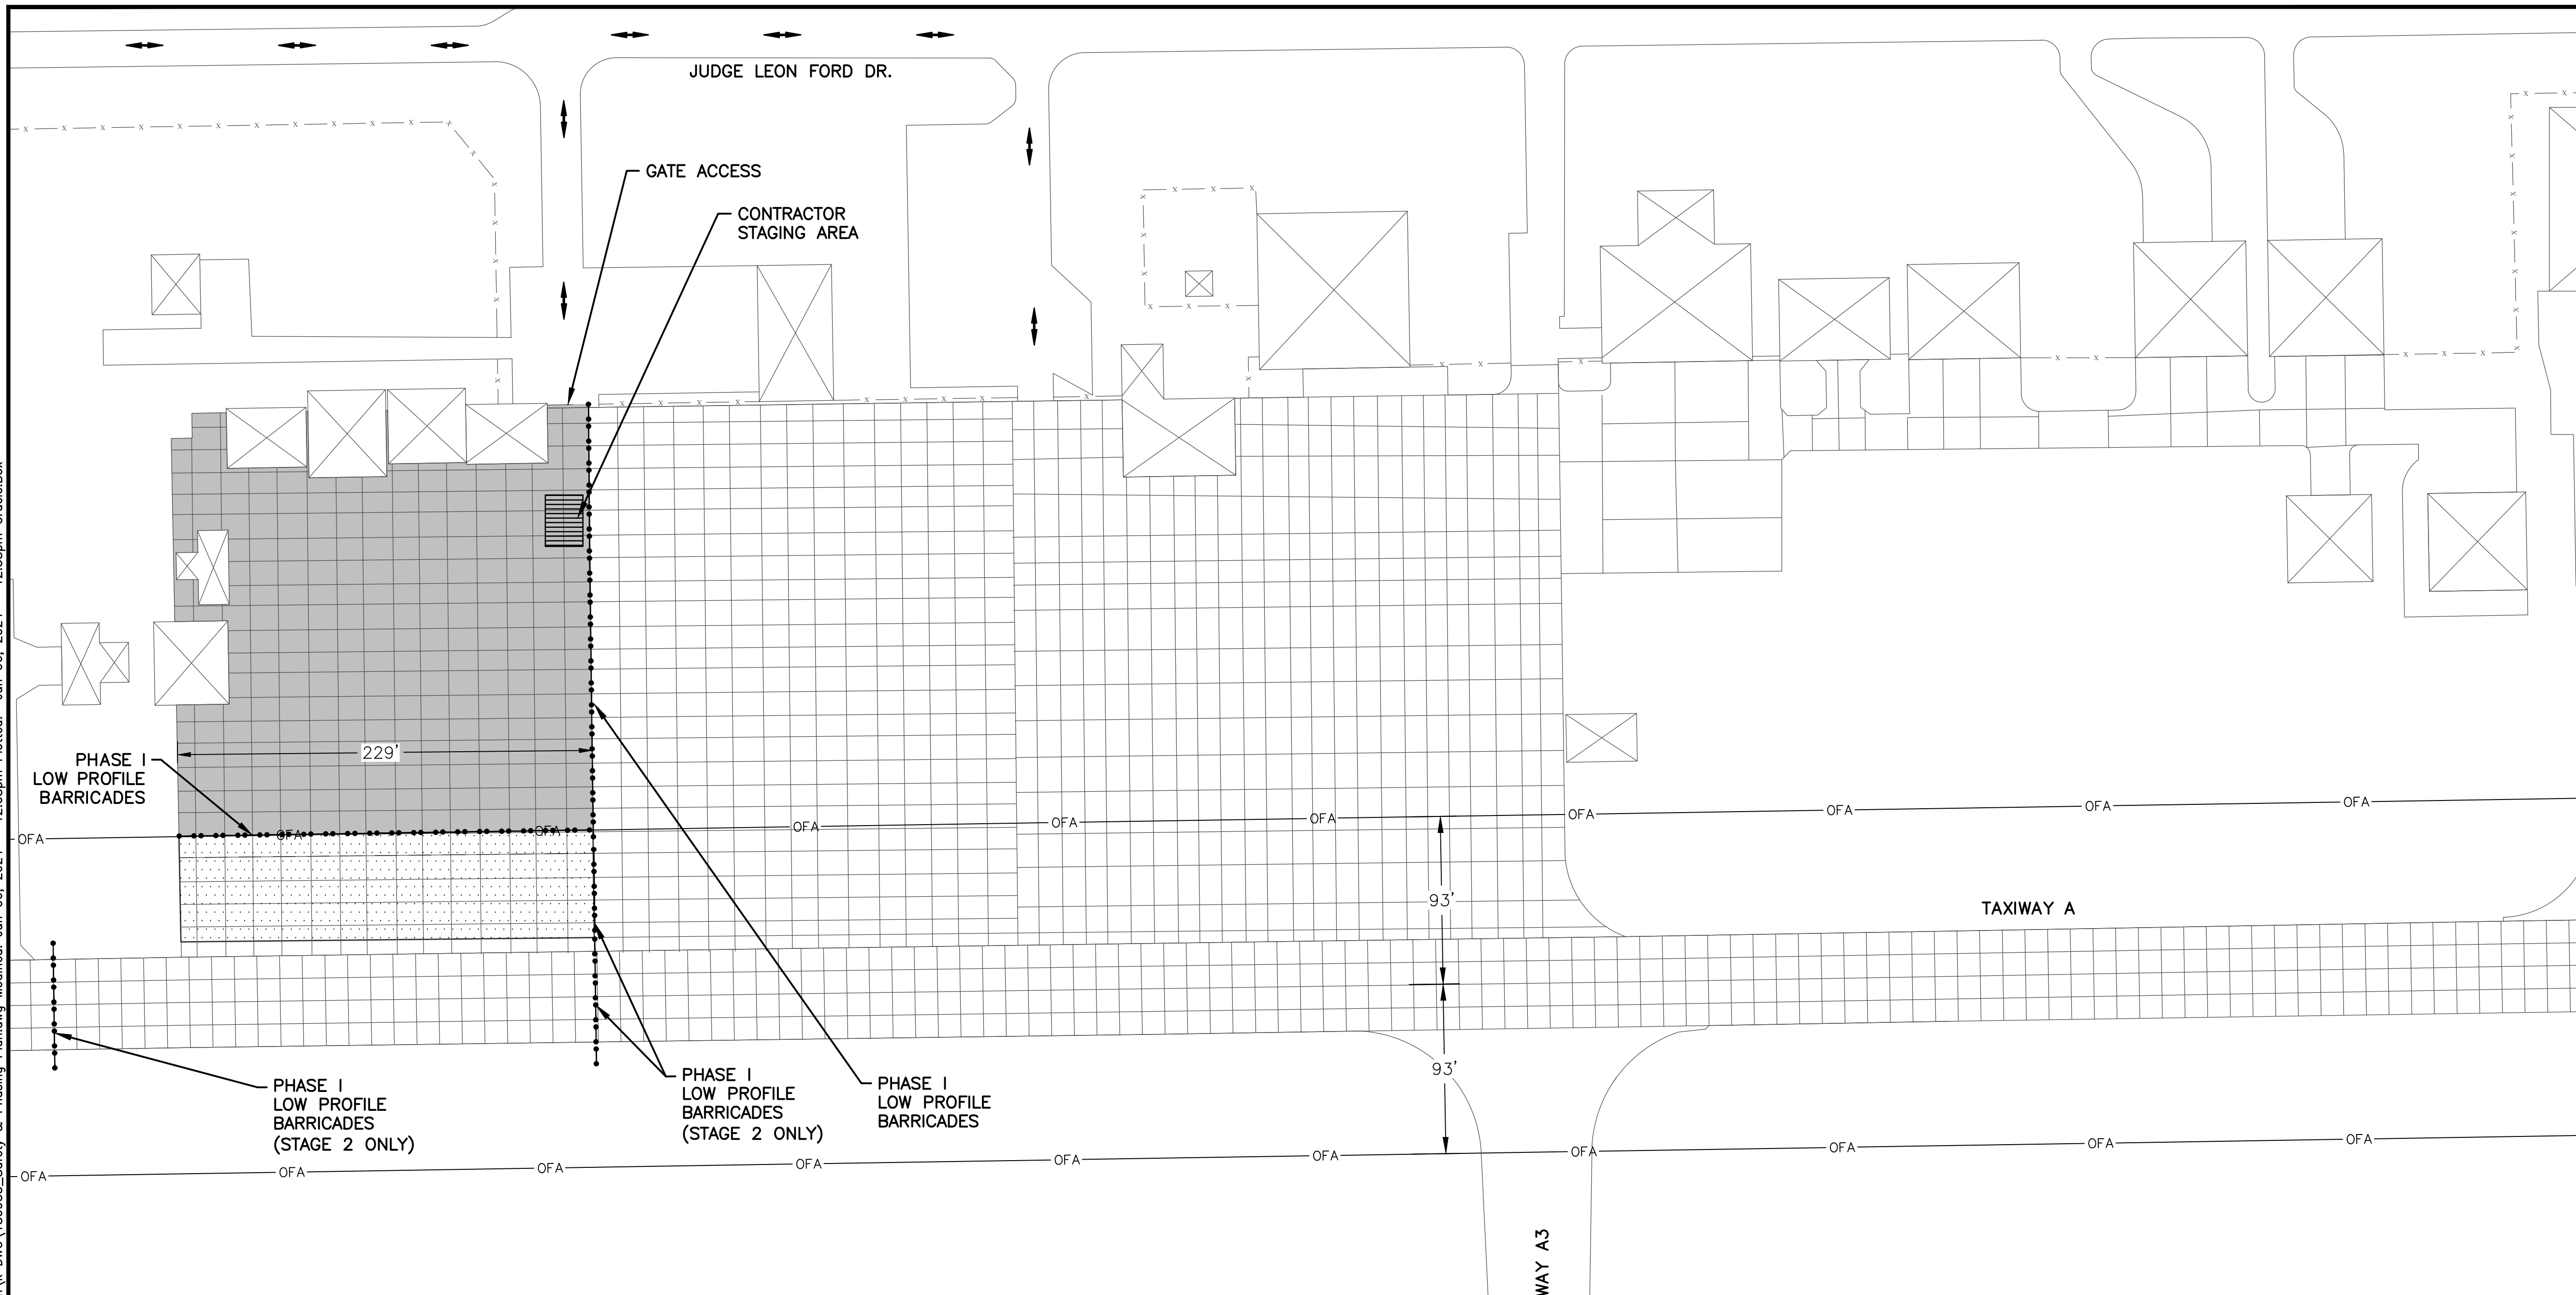 JUDGE LEON FORD DR.
GATE ACCESS
CONTRACTOR
STAGING AREA
229'
PHASE I
LOW PROFILE
BARRICADES
OFA
OFA
OFA
OFA
OFA
OFA
OFA
OFA
OFA
OFA
93'
TAXIWAY A
93'
PHASE I
LOW PROFILE
BARRICADES
(STAGE 2 ONLY)
PHASE I
LOW PROFILE
BARRICADES
(STAGE 2 ONLY)
PHASE I
LOW PROFILE
BARRICADES
OFA
OFA
OFA
OFA
OFA
OFA
OFA
OFA
OFA
OFA
WAY A3